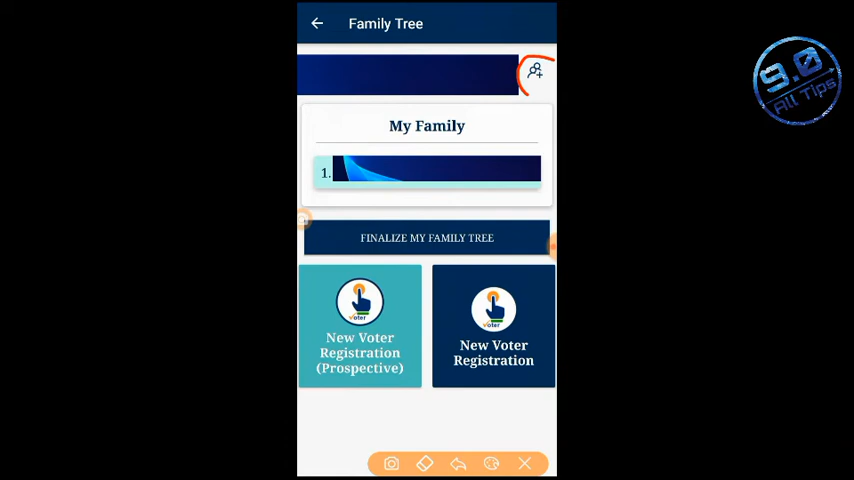 Family Tree
My Family
1.
FINALIZE MY FAMILY TREE
Voter
New Voter
Registration
(Prospective)
Voter
New Voter
Registration
9.0
All Tips